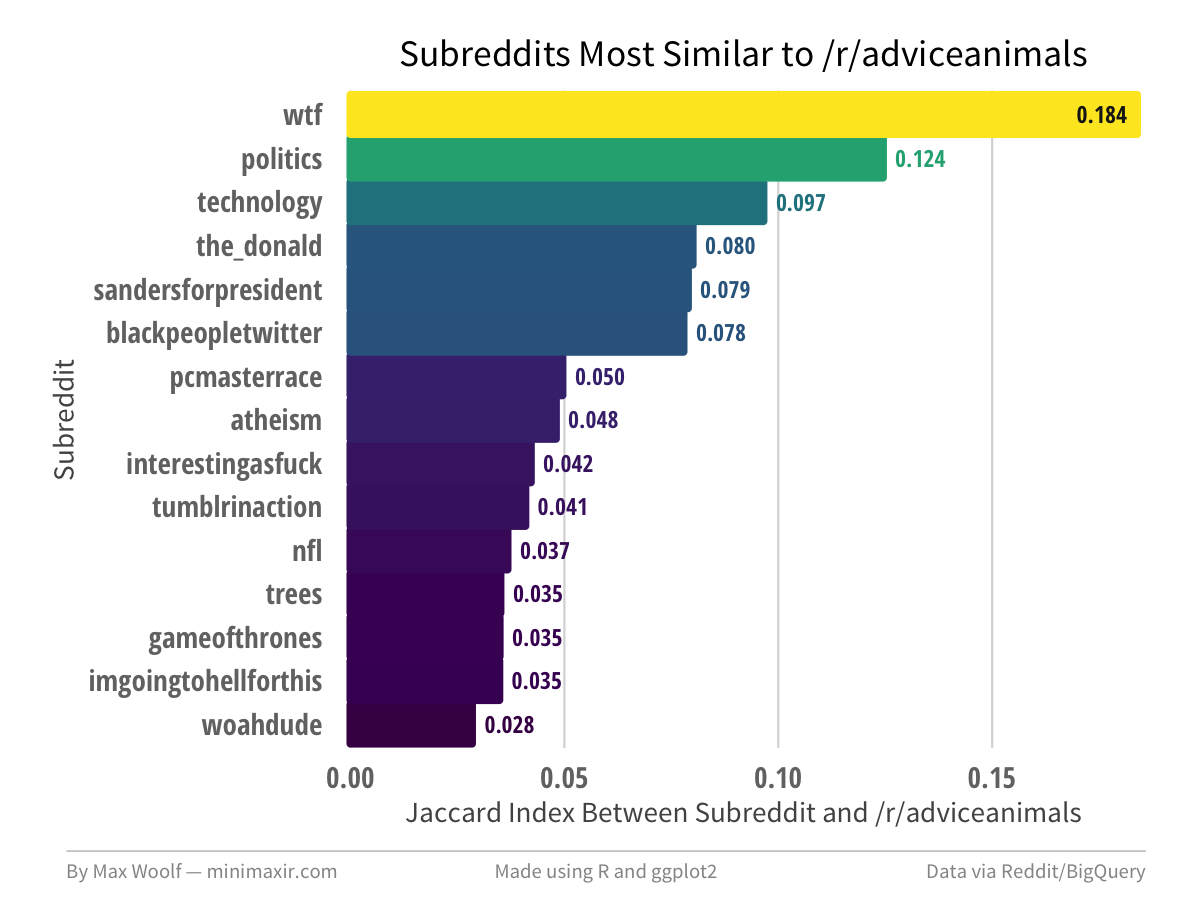 Subreddits Most Similar to /r/adviceanimals
wtf 0.184
politics 0.124
technology 0.097
the_donald 0.080
sandersforpresident 0.079
blackpeopletwitter 0.078
pcmasterrace 0.050
atheism 0.048
interestingasfuck 0.042
tumblrinaction 0.041
nfl 0.037
trees 0.035
gameofthrones 0.035
imgoingtohellforthis 0.035
woahdude 0.028
Subreddit
0.00 0.05 0.10 0.15
Jaccard Index Between Subreddit and /r/adviceanimals
By Max Woolf — minimaxir.com Made using R and ggplot2 Data via Reddit/BigQuery